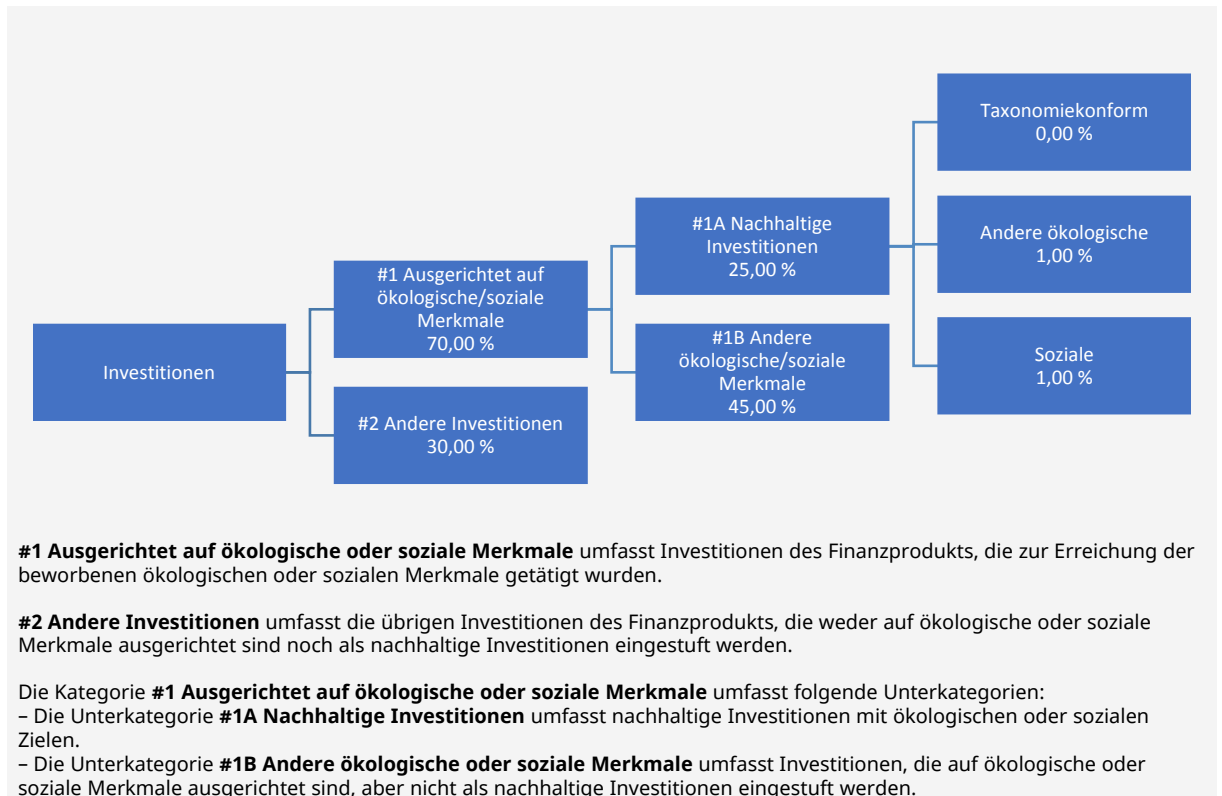 Investitionen
#1 Ausgerichtet auf
ökologische/soziale
Merkmale
70,00 %
#2 Andere Investitionen
30,00 %
#1A Nachhaltige
Investitionen
25,00 %
#1B Andere
ökologische/soziale
Merkmale
45,00 %
Taxonomiekonform
0,00 %
Andere ökologische
1,00 %
Soziale
1,00 %
#1 Ausgerichtet auf ökologische oder soziale Merkmale umfasst Investitionen des Finanzprodukts, die zur Erreichung der
beworbenen ökologischen oder sozialen Merkmale getätigt wurden.
#2 Andere Investitionen umfasst die übrigen Investitionen des Finanzprodukts, die weder auf ökologische oder soziale
Merkmale ausgerichtet sind noch als nachhaltige Investitionen eingestuft werden.
Die Kategorie #1 Ausgerichtet auf ökologische oder soziale Merkmale umfasst folgende Unterkategorien:
– Die Unterkategorie #1A Nachhaltige Investitionen umfasst nachhaltige Investitionen mit ökologischen oder sozialen
Zielen.
– Die Unterkategorie #1B Andere ökologische oder soziale Merkmale umfasst Investitionen, die auf ökologische oder
soziale Merkmale ausgerichtet sind, aber nicht als nachhaltige Investitionen eingestuft werden.